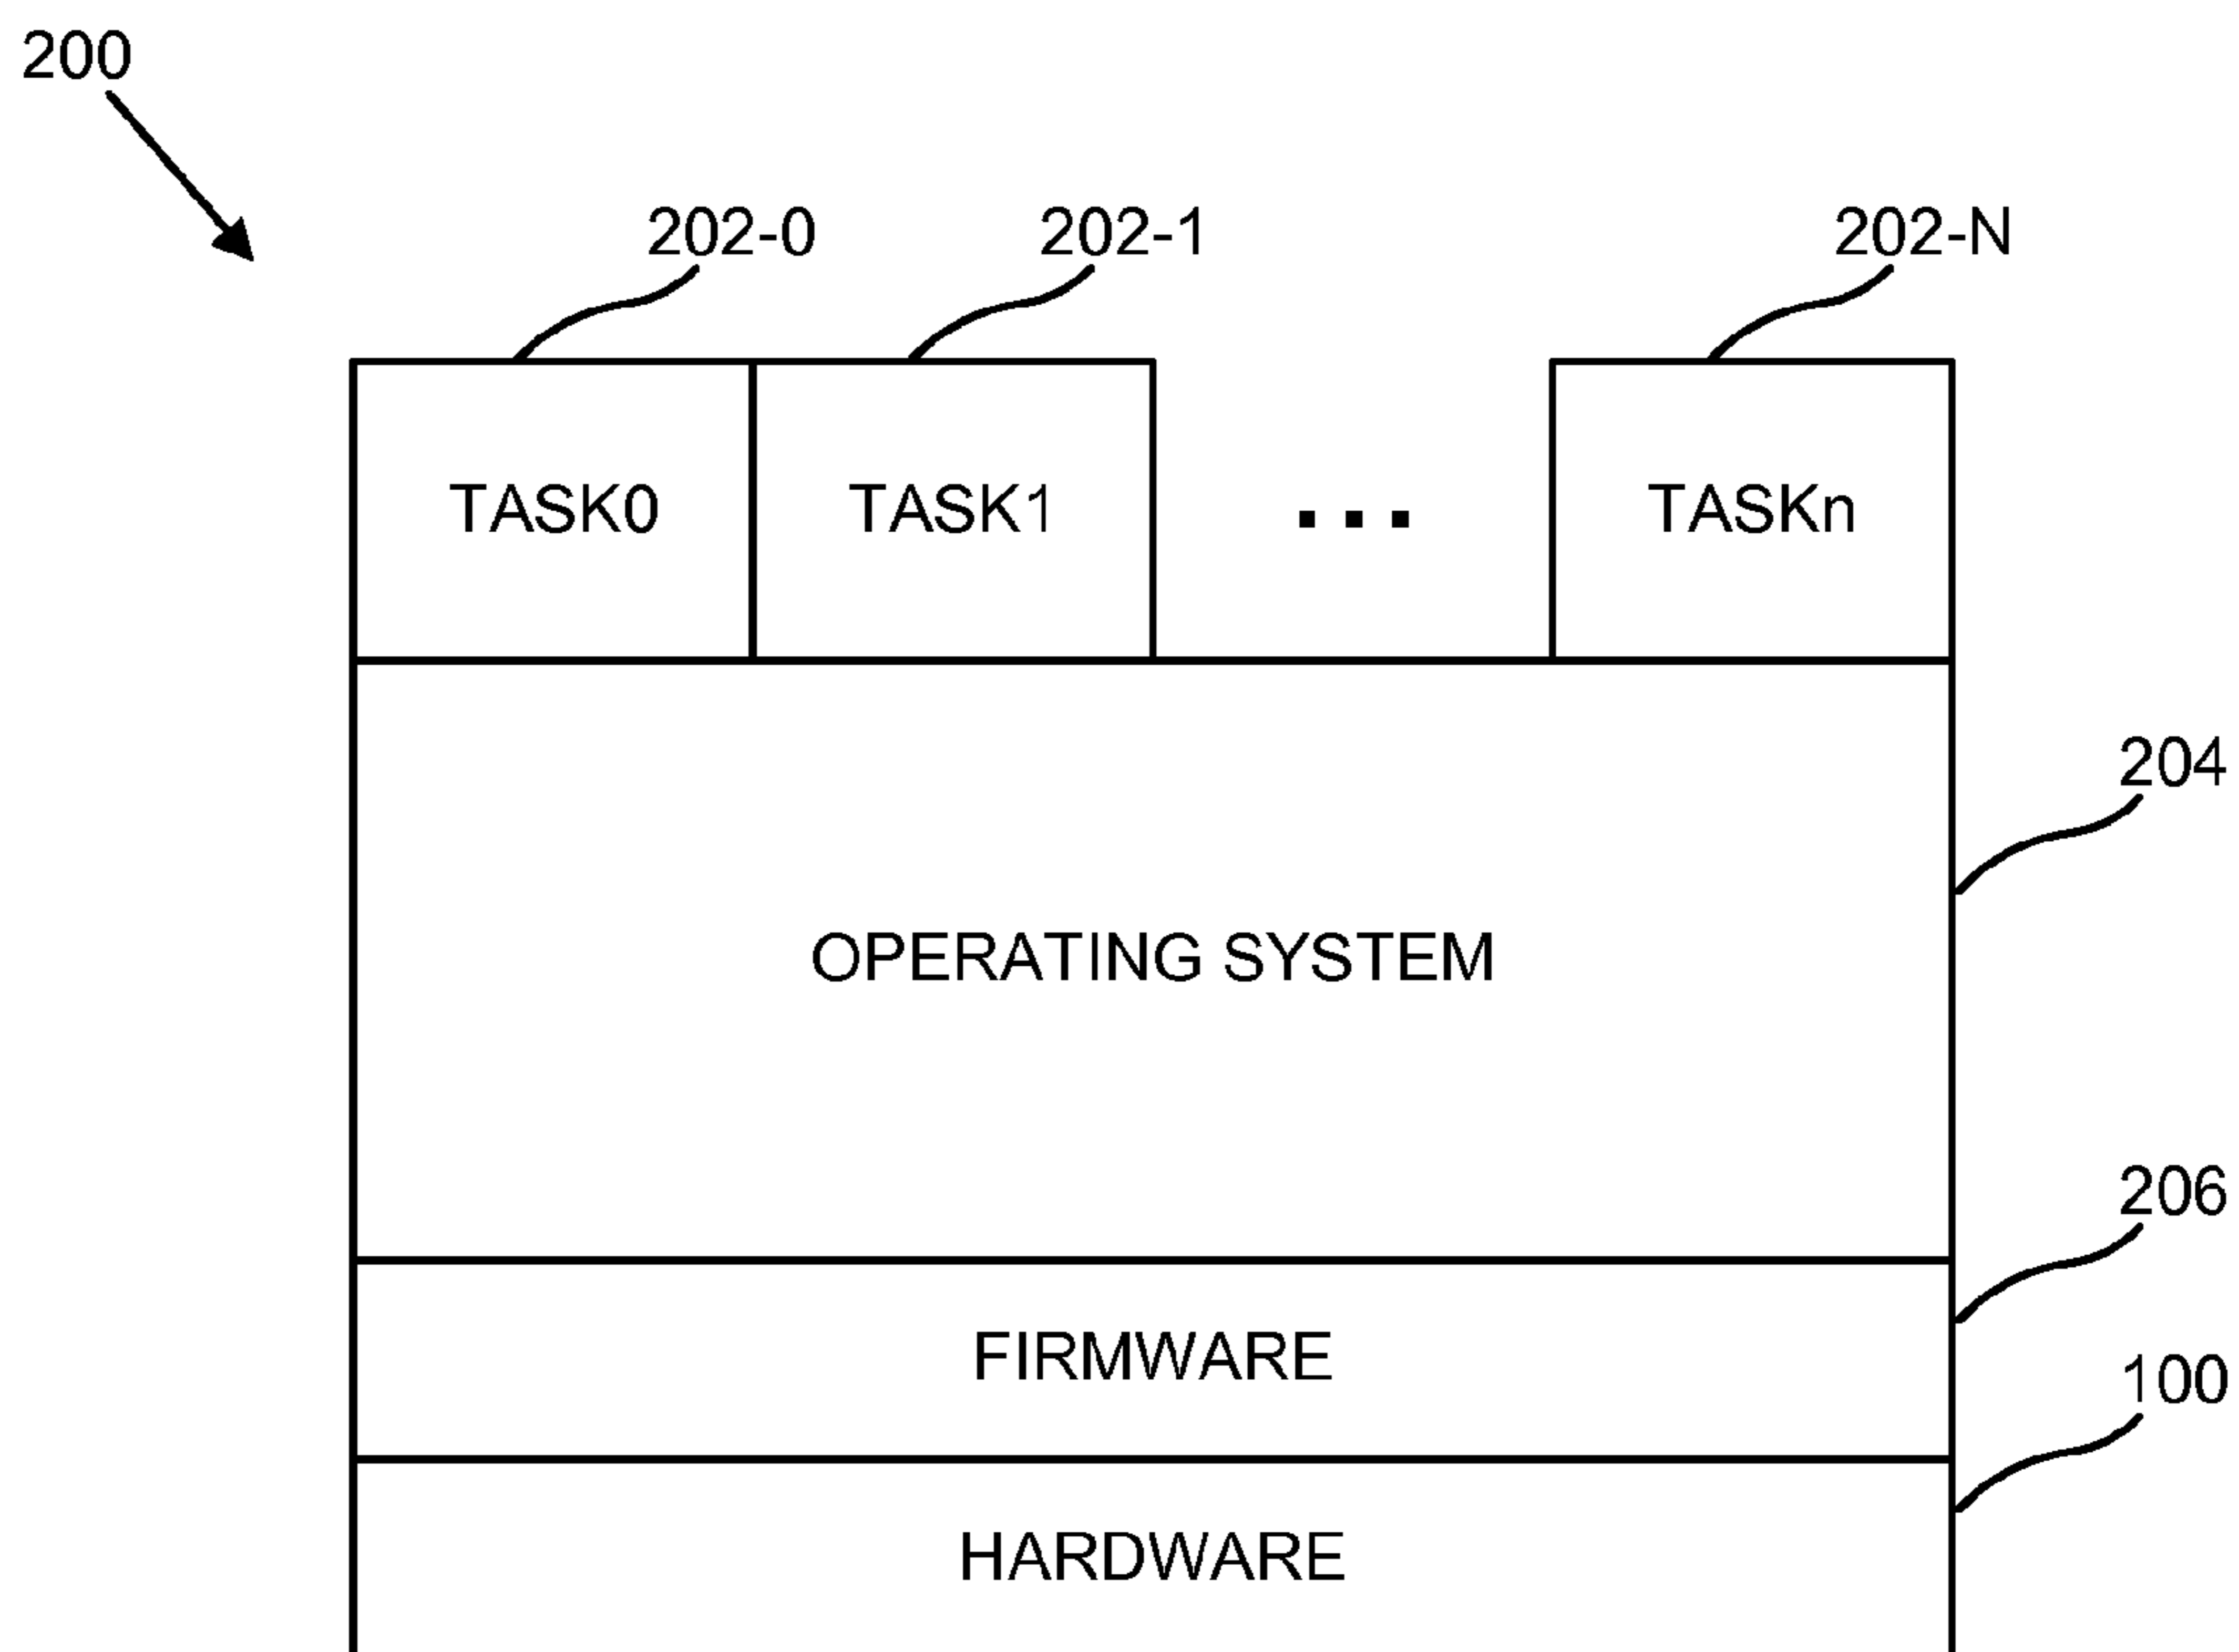 200
202-0 202-1 202-N
TASK0 TASK1 ... TASKn
204
OPERATING SYSTEM
206
FIRMWARE
100
HARDWARE